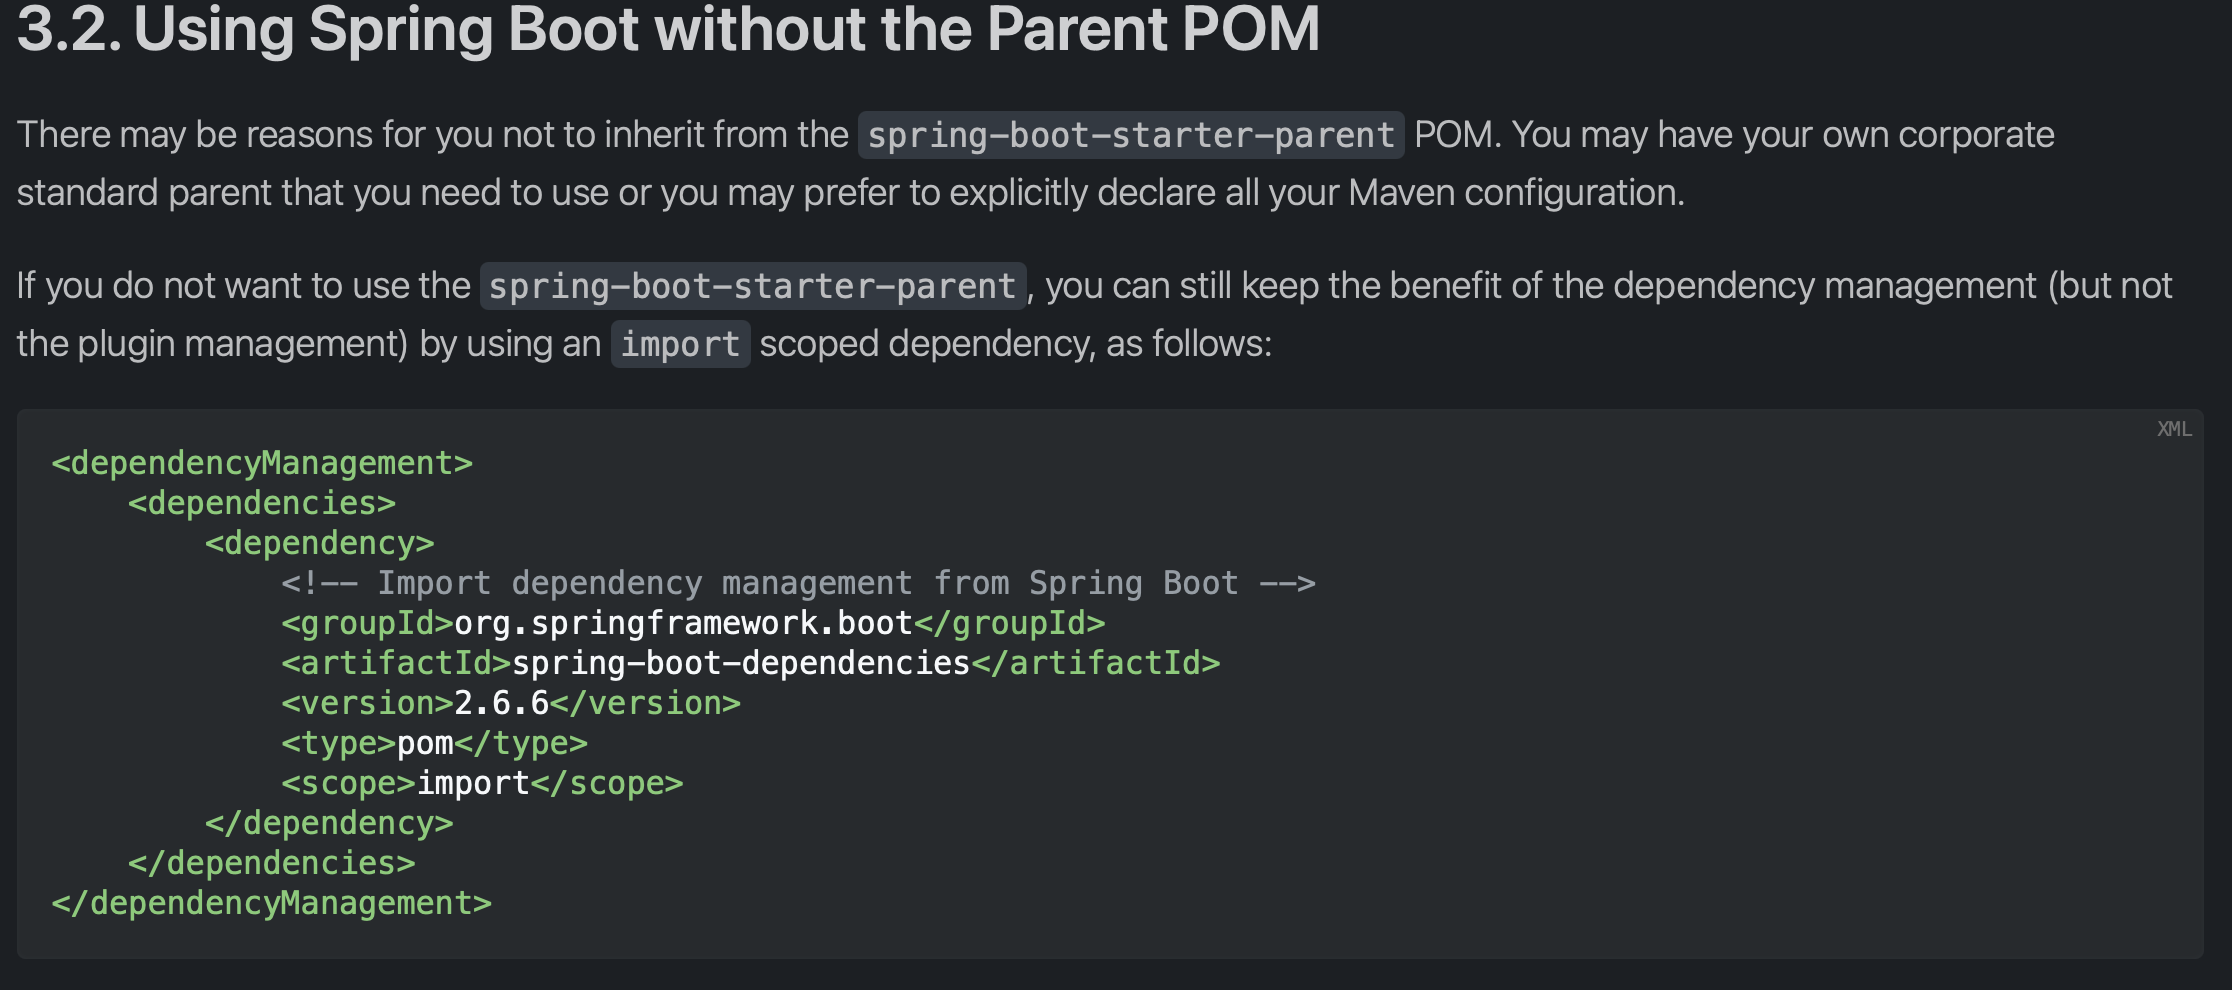 3.2. Using Spring Boot without the Parent POM
There may be reasons for you not to inherit from the spring-boot-starter-parent POM. You may have your own corporate
standard parent that you need to use or you may prefer to explicitly declare all your Maven configuration.
If you do not want to use the spring-boot-starter-parent, you can still keep the benefit of the dependency management (but not
the plugin management) by using an import scoped dependency, as follows:
XML
<dependencyManagement>
    <dependencies>
        <dependency>
            <!-- Import dependency management from Spring Boot -->
            <groupId>org.springframework.boot</groupId>
            <artifactId>spring-boot-dependencies</artifactId>
            <version>2.6.6</version>
            <type>pom</type>
            <scope>import</scope>
        </dependency>
    </dependencies>
</dependencyManagement>